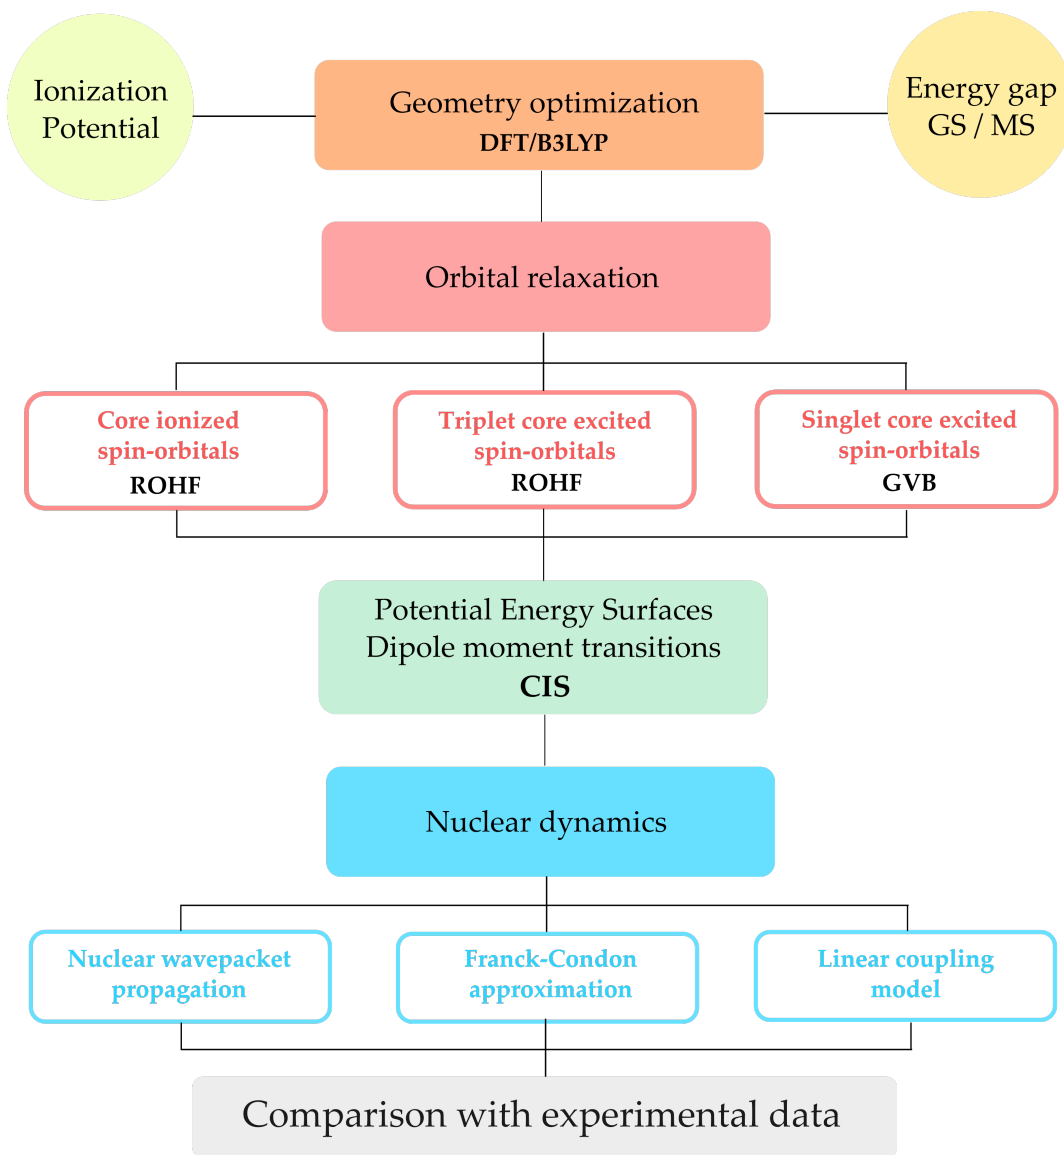 Ionization
Potential
Geometry optimization
DFT/B3LYP
Energy gap
GS / MS
Orbital relaxation
Core ionized
spin-orbitals
ROHF
Triplet core excited
spin-orbitals
ROHF
Singlet core excited
spin-orbitals
GVB
Potential Energy Surfaces
Dipole moment transitions
CIS
Nuclear dynamics
Nuclear wavepacket
propagation
Franck-Condon
approximation
Linear coupling
model
Comparison with experimental data